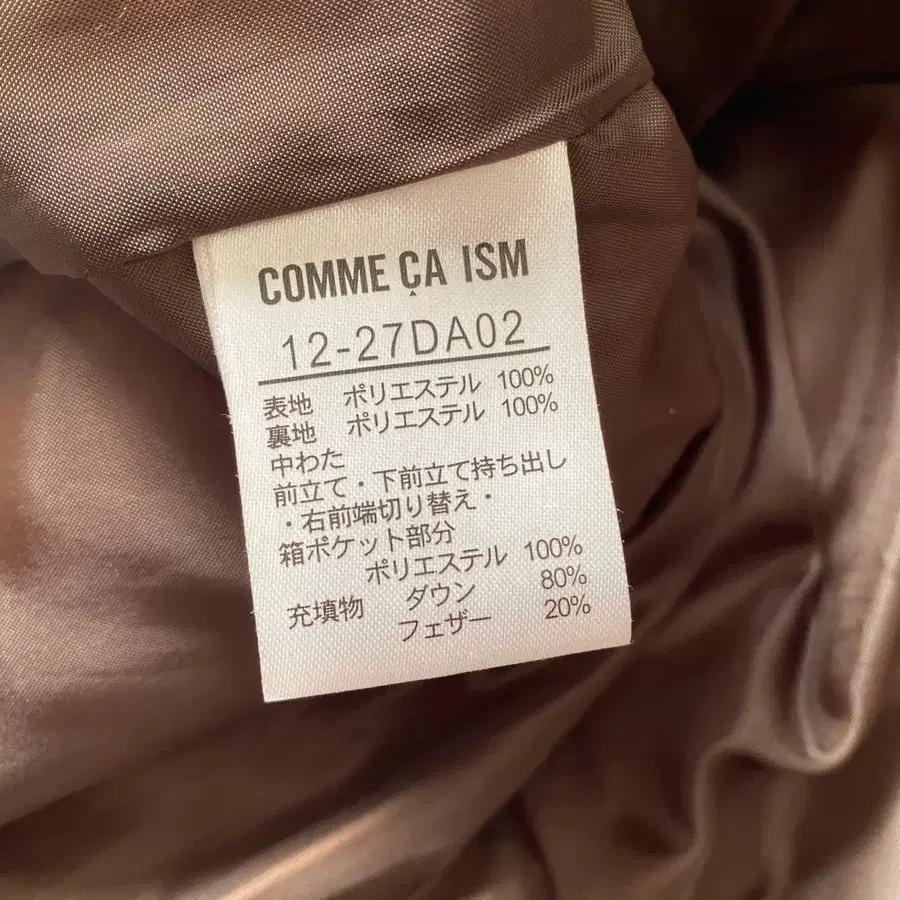 COMME ÇA ISM
12-27DA02
表地 ポリエステル 100%
裏地 ポリエステル 100%
中わた
前立て・下前立て持ち出し
・右前端切り替え・
箱ポケット部分
ポリエステル 100%
充填物 ダウン 80%
フェザー 20%